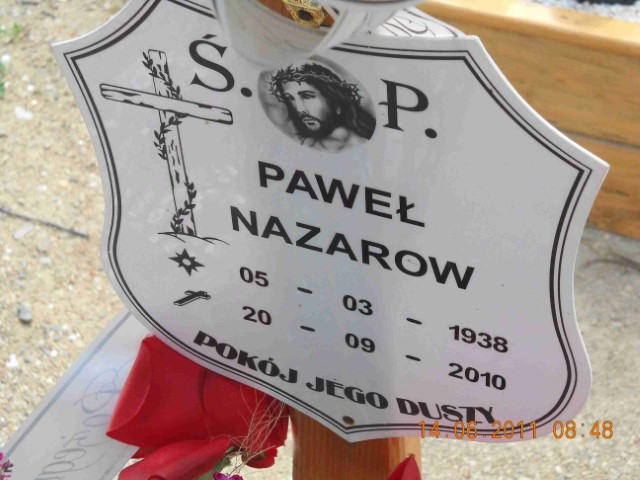 Ś. P.
PAWEŁ
NAZAROW
05 – 03 – 1938
20 – 09 – 2010
POKÓJ JEGO DUSZY
14.06.2011 08:48